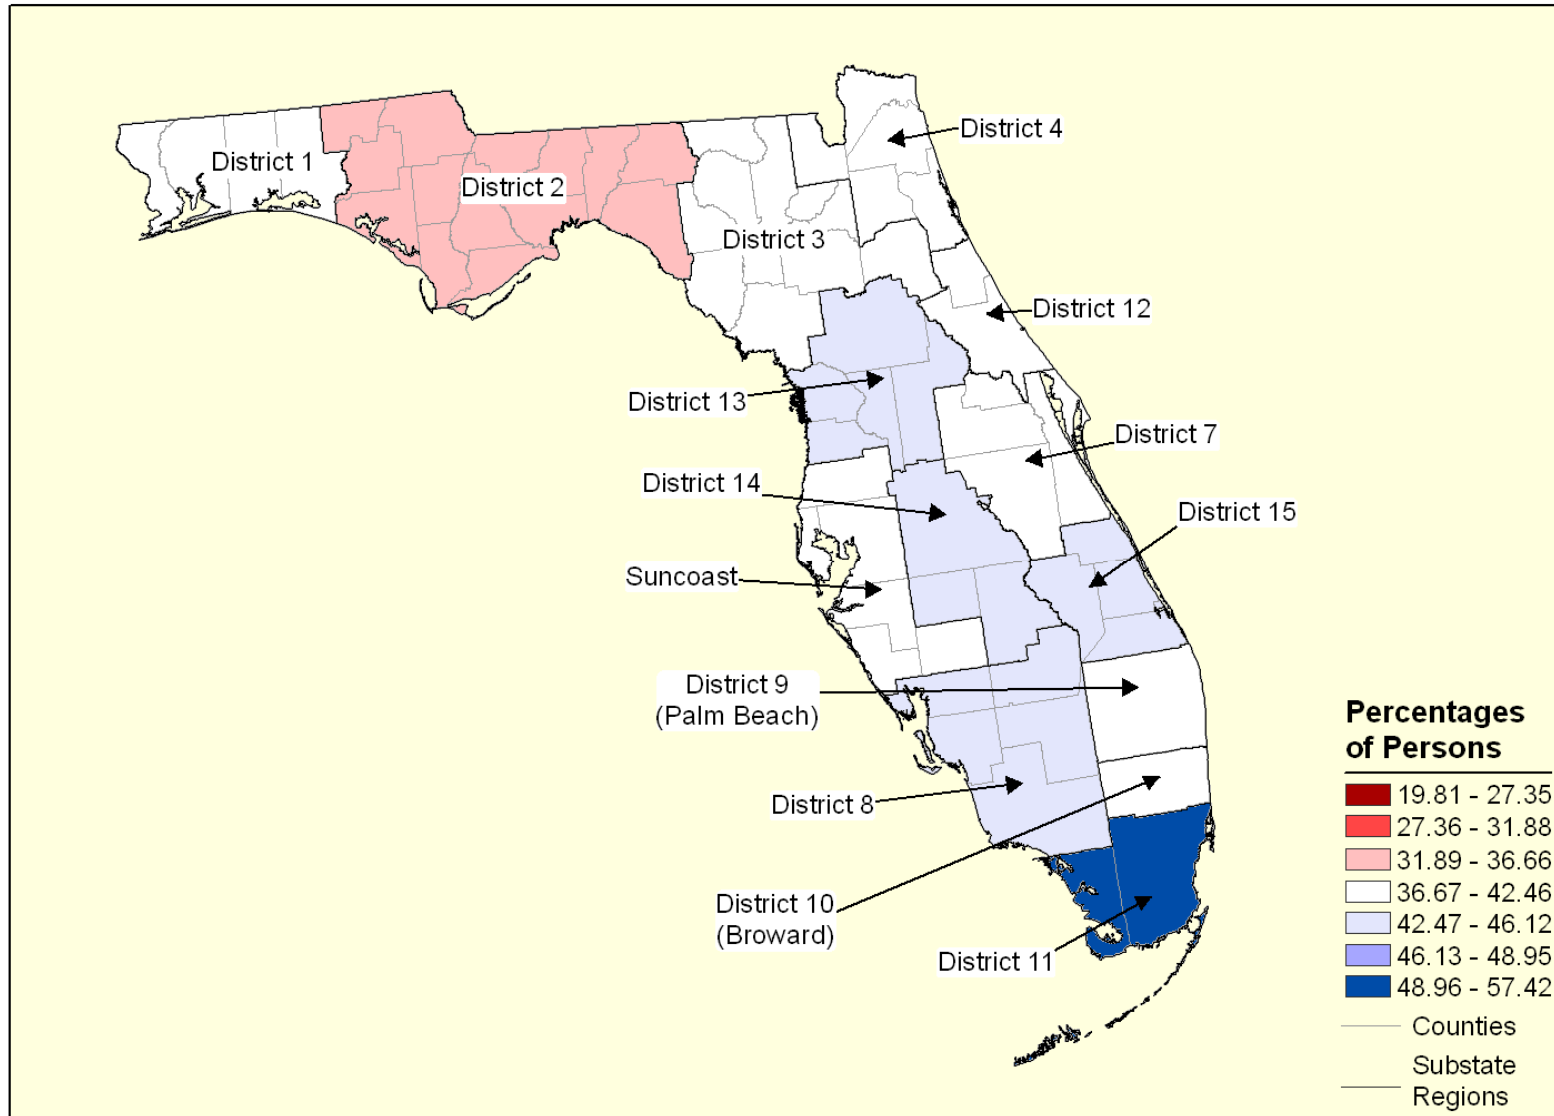 District 4
District 1
District 2
District 3
District 12
District 13
District 7
District 14
District 15
Suncoast
District 9
(Palm Beach)
District 8
District 10
(Broward)
District 11
Percentages
of Persons
19.81 - 27.35
27.36 - 31.88
31.89 - 36.66
36.67 - 42.46
42.47 - 46.12
46.13 - 48.95
48.96 - 57.42
Counties
Substate
Regions